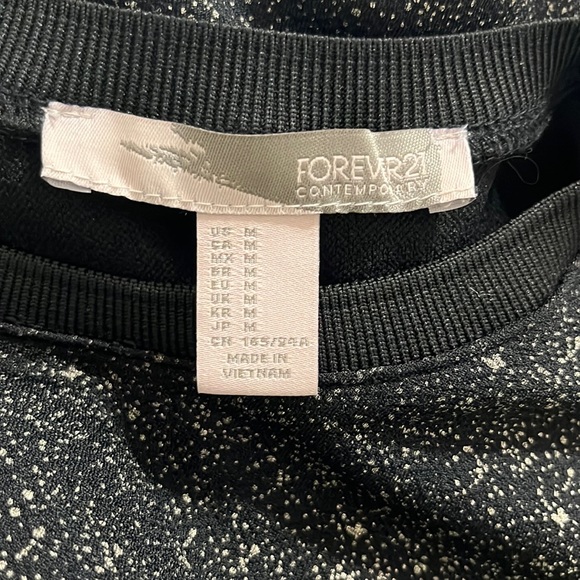 FOREVER21
CONTEMPORARY
US M
CA M
MX M
BR M
EU M
UK M
KR M
JP M
CN 165/84A
MADE IN
VIETNAM